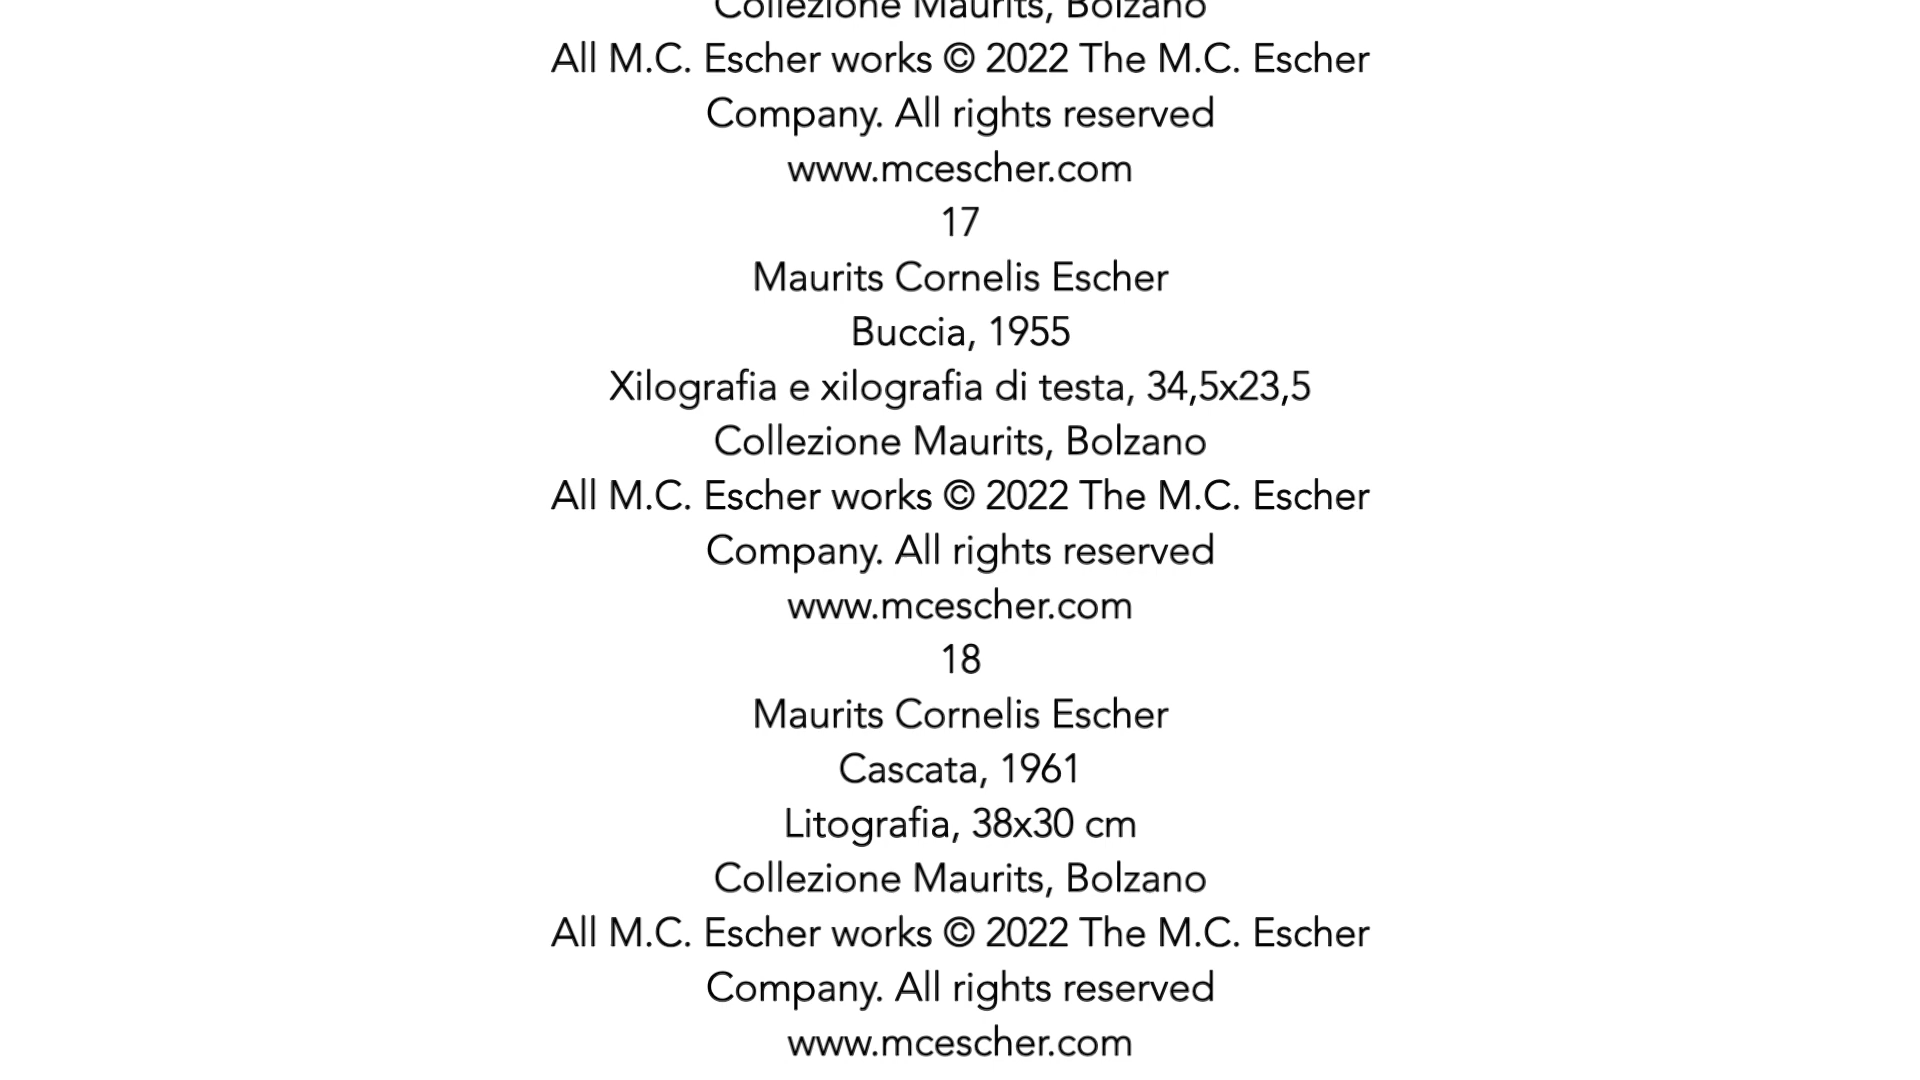 Collezione Maurits, Bolzano
All M.C. Escher works © 2022 The M.C. Escher
Company. All rights reserved
www.mcescher.com
17
Maurits Cornelis Escher
Buccia, 1955
Xilografia e xilografia di testa, 34,5x23,5
Collezione Maurits, Bolzano
All M.C. Escher works © 2022 The M.C. Escher
Company. All rights reserved
www.mcescher.com
18
Maurits Cornelis Escher
Cascata, 1961
Litografia, 38x30 cm
Collezione Maurits, Bolzano
All M.C. Escher works © 2022 The M.C. Escher
Company. All rights reserved
www.mcescher.com